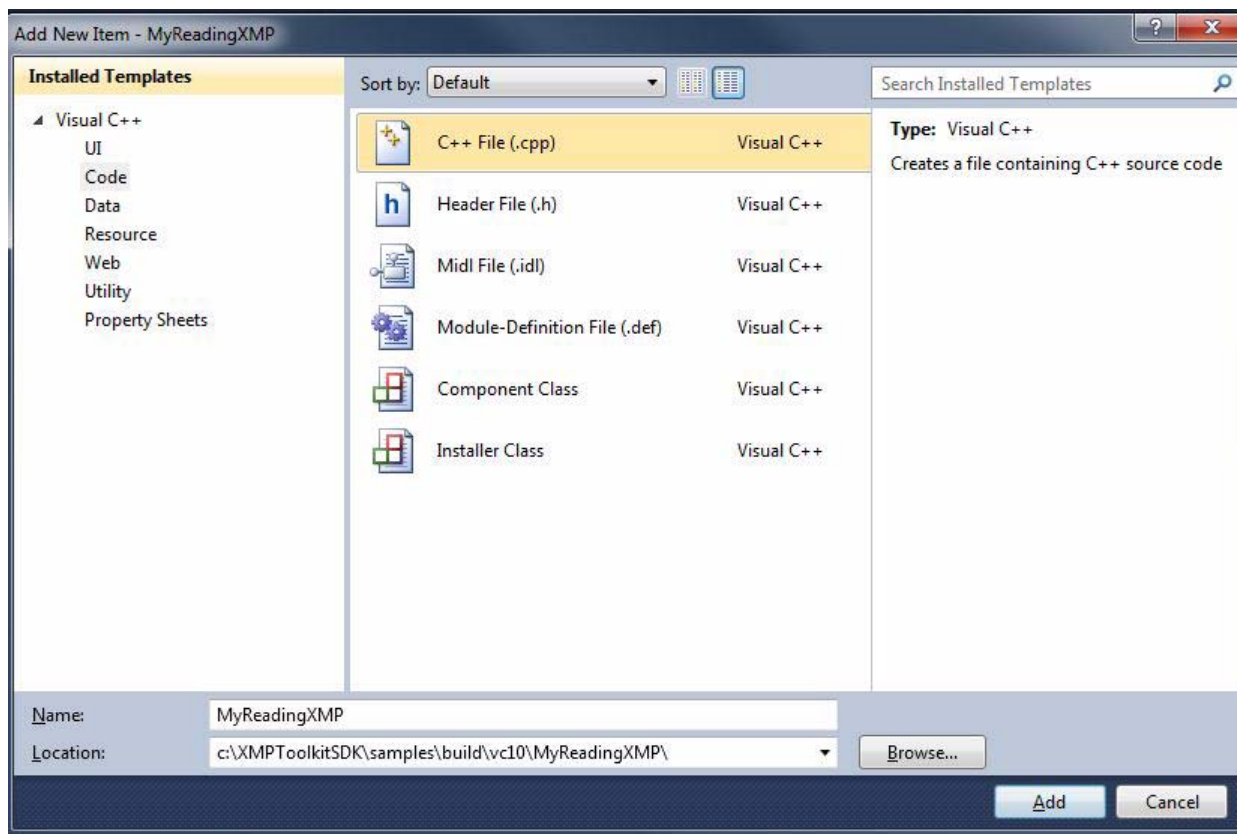 Add New Item - MyReadingXMP
Installed Templates
Visual C++
UI
Code
Data
Resource
Web
Utility
Property Sheets
Sort by: Default
C++ File (.cpp) Visual C++
Header File (.h) Visual C++
Midl File (.idl) Visual C++
Module-Definition File (.def) Visual C++
Component Class Visual C++
Installer Class Visual C++
Search Installed Templates
Type: Visual C++
Creates a file containing C++ source code
Name: MyReadingXMP
Location: c:\XMPToolkitSDK\samples\build\vc10\MyReadingXMP\
Browse...
Add Cancel